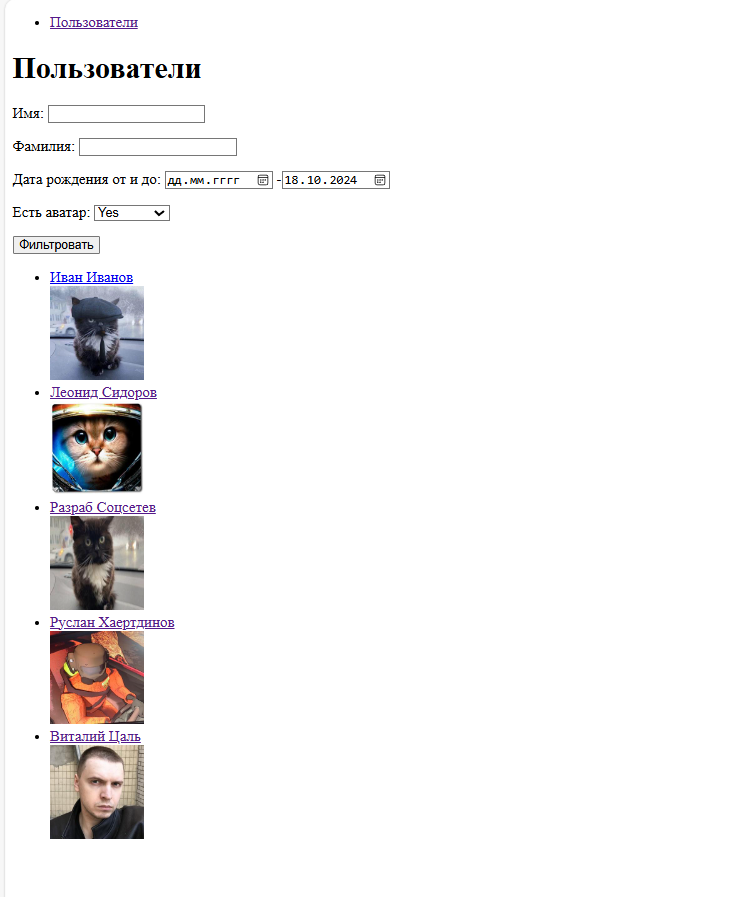 Пользователи
Пользователи
Имя:
Фамилия:
Дата рождения от и до: дд.мм.гггг - 18.10.2024
Есть аватар: Yes
Фильтровать
Иван Иванов
Леонид Сидоров
Разраб Соцсетев
Руслан Хаертдинов
Виталий Цаль